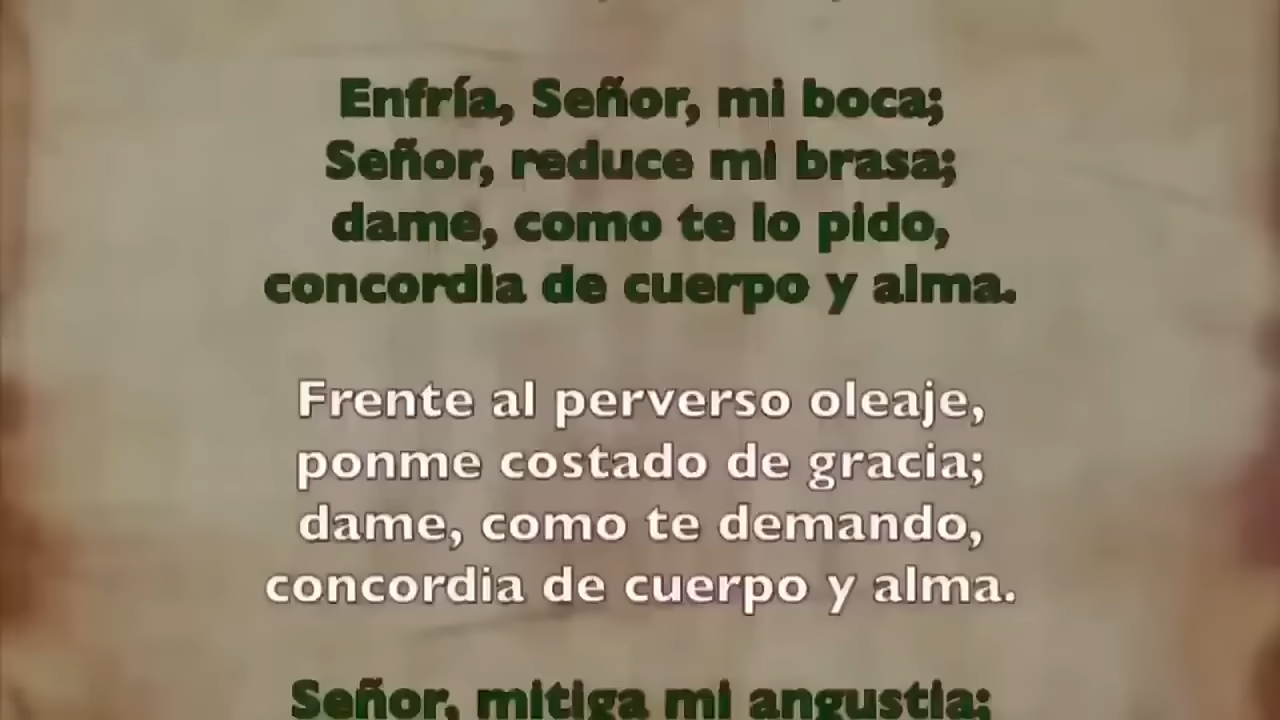 Enfría, Señor, mi boca;
Señor, reduce mi brasa;
dame, como te lo pido,
concordia de cuerpo y alma.
Frente al perverso oleaje,
ponme costado de gracia;
dame, como te demando,
concordia de cuerpo y alma.
Señor, mitiga mi angustia;